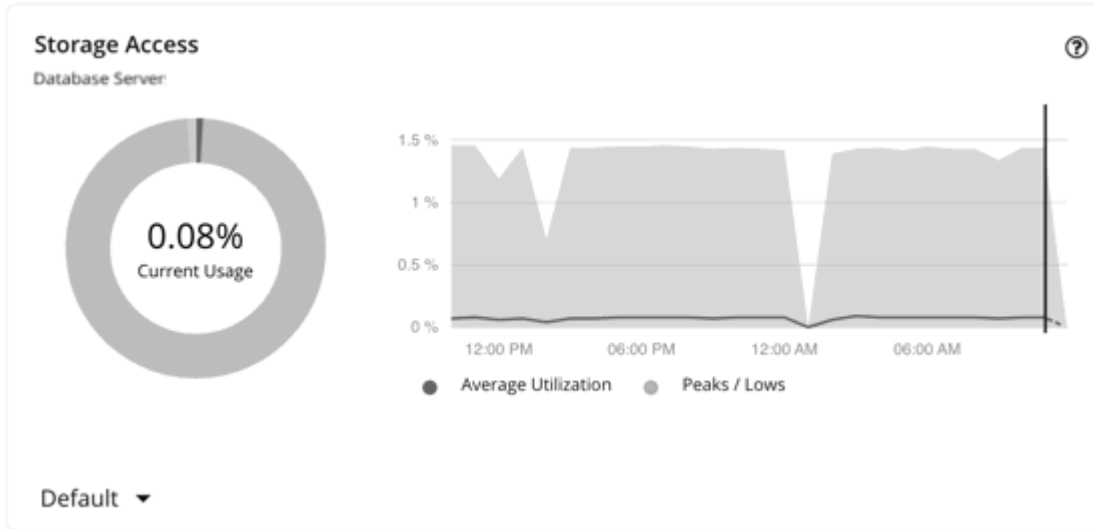 Storage Access
Database Server:
0.08%
Current Usage
1.5 %
1 %
0.5 %
0 %
12:00 PM 06:00 PM 12:00 AM 06:00 AM
Average Utilization Peaks / Lows
Default